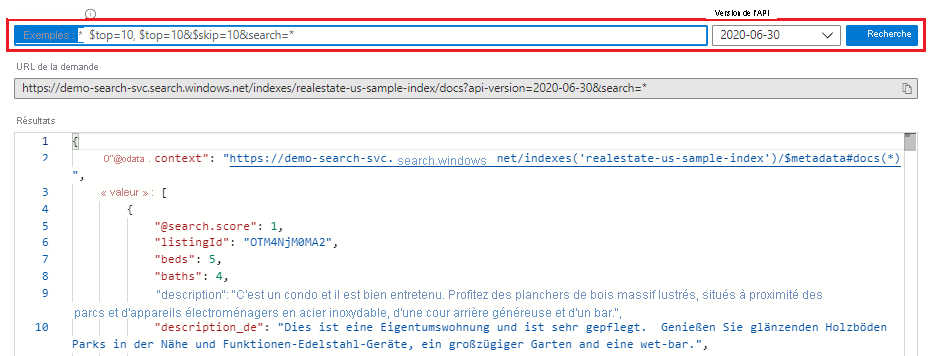 Version de l'API
Exemples : * $top=10, $top=10&$skip=10&search=*
2020-06-30
Recherche
URL de la demande
https://demo-search-svc.search.windows.net/indexes/realestate-us-sample-index/docs?api-version=2020-06-30&search=*
Résultats
1 {
2 0"@odata . context": "https://demo-search-svc. search.windows net/indexes('realestate-us-sample-index')/$metadata#docs(*)
",
3 « valeur » : [
4 {
5 "@search.score": 1,
6 "listingId": "OTM4NjM0MA2",
7 "beds": 5,
8 "baths": 4,
9 "description": "C'est un condo et il est bien entretenu. Profitez des planchers de bois massif lustrés, situés à proximité des
parcs et d'appareils électroménagers en acier inoxydable, d'une cour arrière généreuse et d'un bar.",
10 "description_de": "Dies ist eine Eigentumswohnung und ist sehr gepflegt. Genießen Sie glänzenden Holzböden
Parks in der Nähe und Funktionen-Edelstahl-Geräte, ein großzügiger Garten and eine wet-bar.",